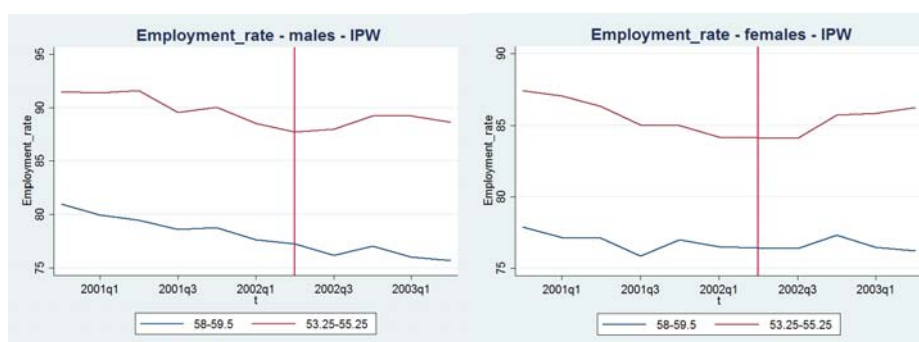 Employment_rate - males - IPW
95
90
85
80
75
Employment_rate
2001q1 2001q3 2002q1 2002q3 2003q1
t
58-59.5 53.25-55.25
Employment_rate - females - IPW
90
85
80
75
Employment_rate
2001q1 2001q3 2002q1 2002q3 2003q1
t
58-59.5 53.25-55.25